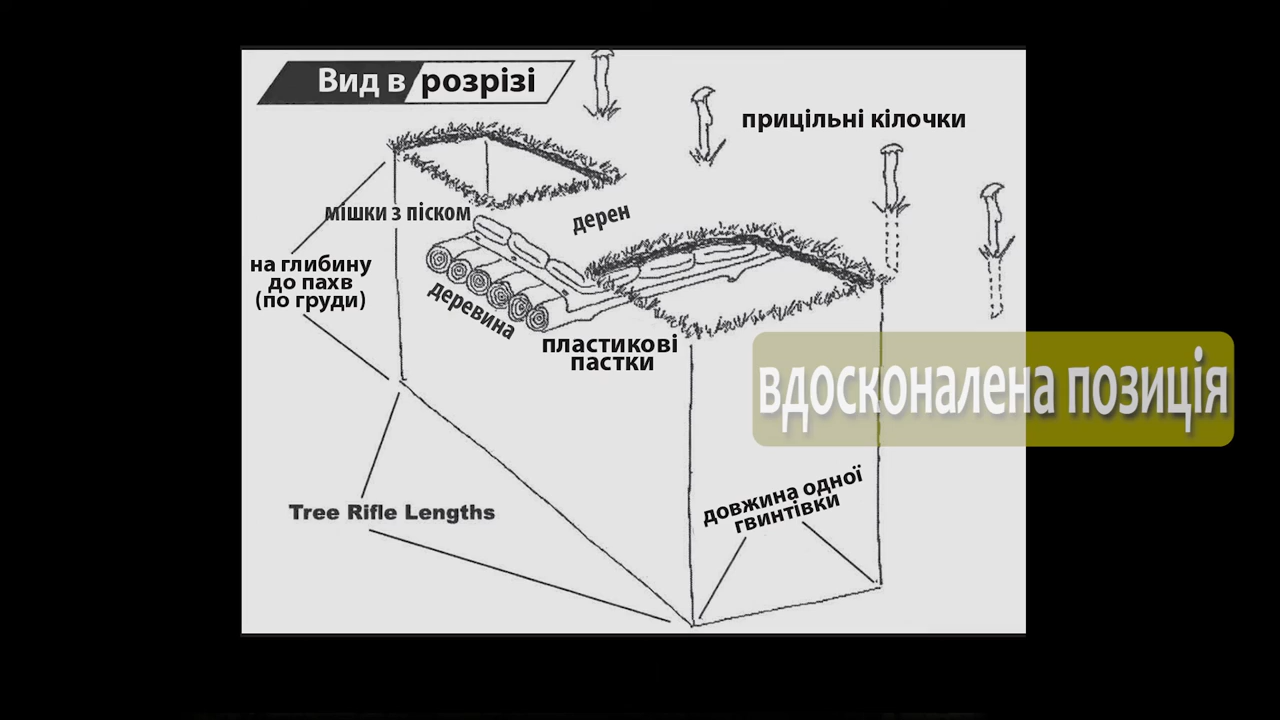 Вид в розрізі
прицільні кілочки
мішки з піском
дерен
на глибину
до пахв
(по груди)
деревина
пластикові
пастки
вдосконалена позиція
довжина одної
гвинтівки
Tree Rifle Lengths